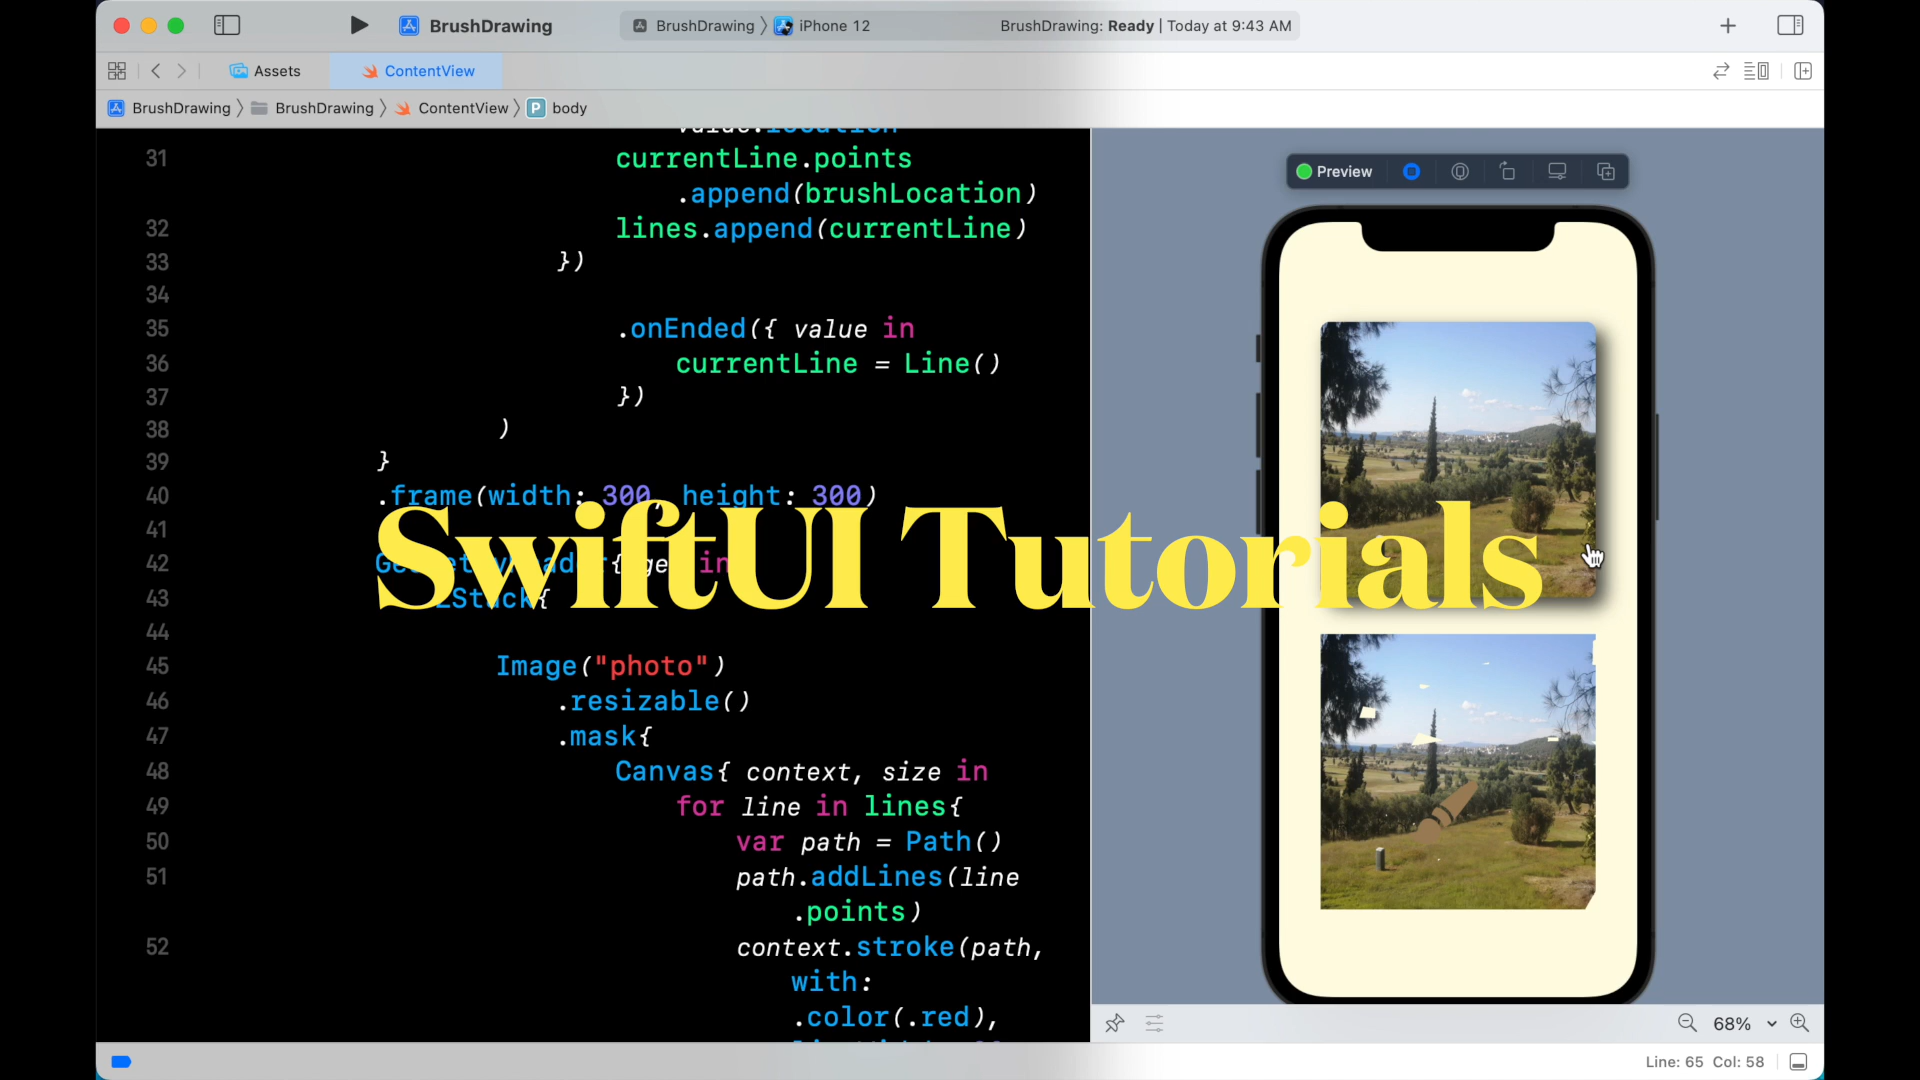 BrushDrawing
BrushDrawing
iPhone 12
BrushDrawing: Ready | Today at 9:43 AM
Assets
ContentView
BrushDrawing
BrushDrawing
ContentView
P body
value.location
31 currentLine.points
.append(brushLocation)
32 lines.append(currentLine)
33 })
34
35 .onEnded({ value in
36 currentLine = Line()
37 })
38 )
39 }
40 .frame(width: 300, height: 300)
41
42 in
43 ZStack{
44
45 Image("photo")
46 .resizable()
47 .mask{
48 Canvas{ context, size in
49 for line in lines{
50 var path = Path()
51 path.addLines(line
.points)
52 context.stroke(path,
with:
.color(.red),
SwiftUI Tutorials
Preview
68%
Line: 65 Col: 58